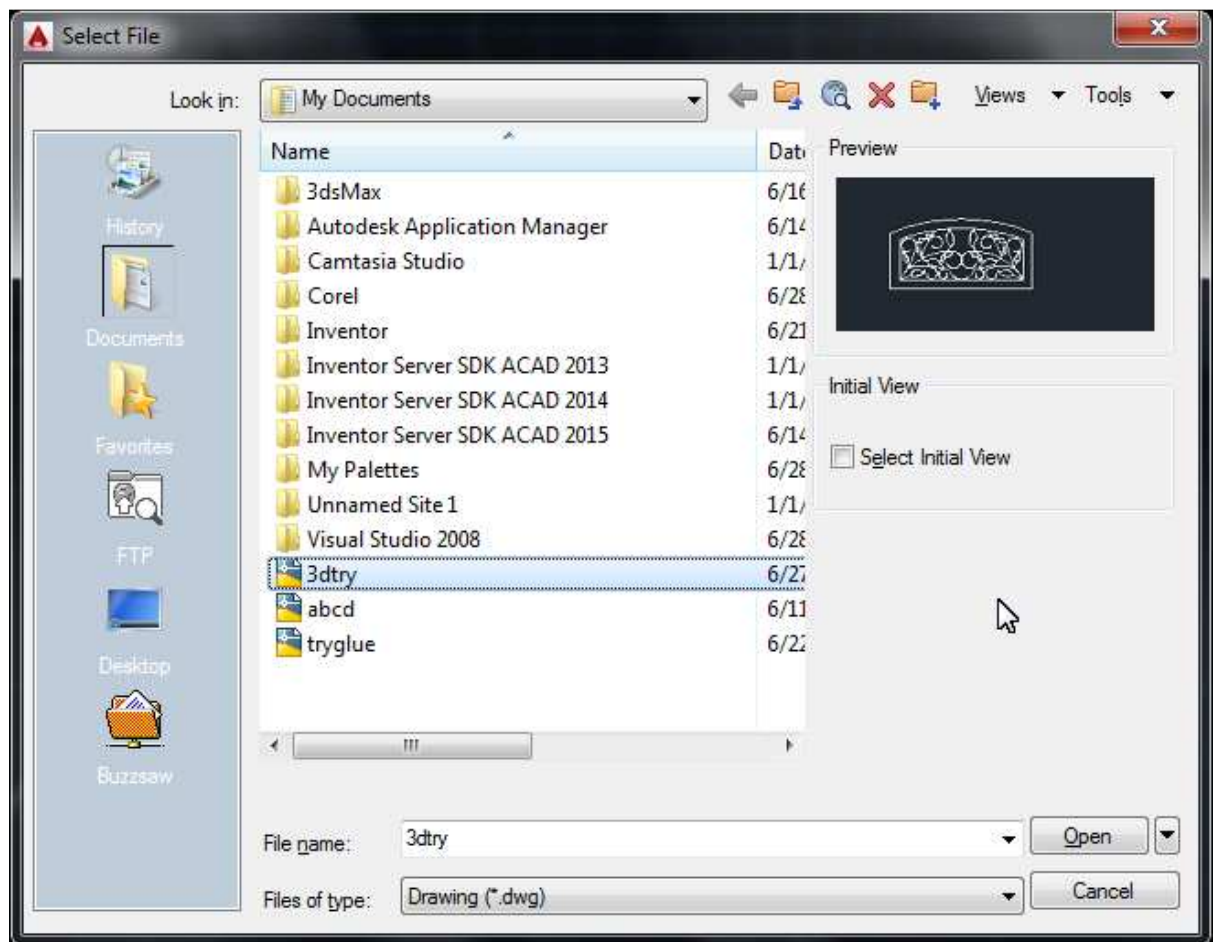 Select File
Look in:
My Documents
Views
Tools
History
Documents
Favorites
FTP
Desktop
Buzzsaw
Name
Date
3dsMax
6/16
Autodesk Application Manager
6/14
Camtasia Studio
1/1/
Corel
6/28
Inventor
6/21
Inventor Server SDK ACAD 2013
1/1/
Inventor Server SDK ACAD 2014
1/1/
Inventor Server SDK ACAD 2015
6/14
My Palettes
6/28
Unnamed Site 1
1/1/
Visual Studio 2008
6/28
3dtry
6/27
abcd
6/11
tryglue
6/22
Preview
Initial View
Select Initial View
File name:
3dtry
Open
Files of type:
Drawing (*.dwg)
Cancel